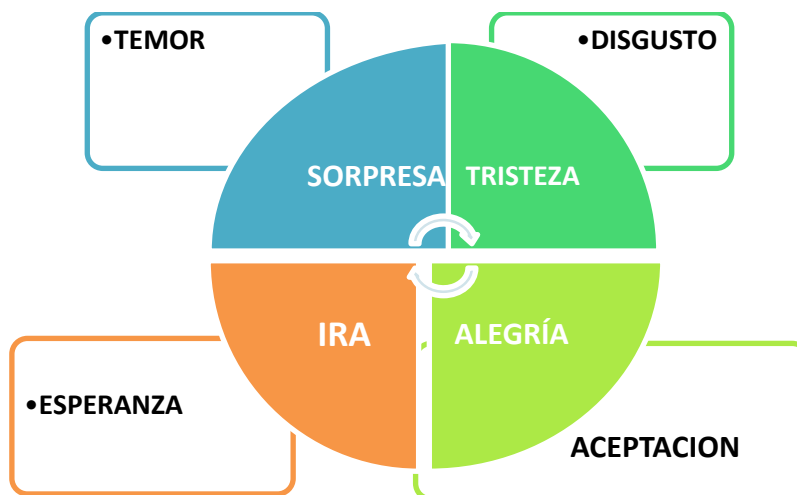 •TEMOR
•DISGUSTO
SORPRESA
TRISTEZA
IRA
ALEGRÍA
•ESPERANZA
ACEPTACION